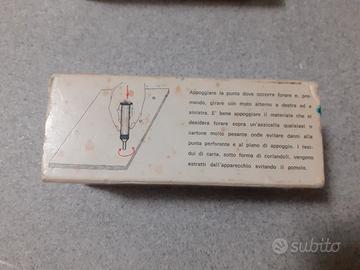 Appoggiare la punta dove occorre forare e, pre-
mendo, girare con moto alterno a destra ed a
sinistra. E' bene appoggiare il materiale che si
desidera forare sopra un'assicella qualsiasi o
cartone molto pesante onde evitare danni alla
punta perforante e al piano di appoggio. I resi-
dui di carta, sotto forma di coriandoli, vengono
estratti dall'apparecchio svitando il pomolo.
subito